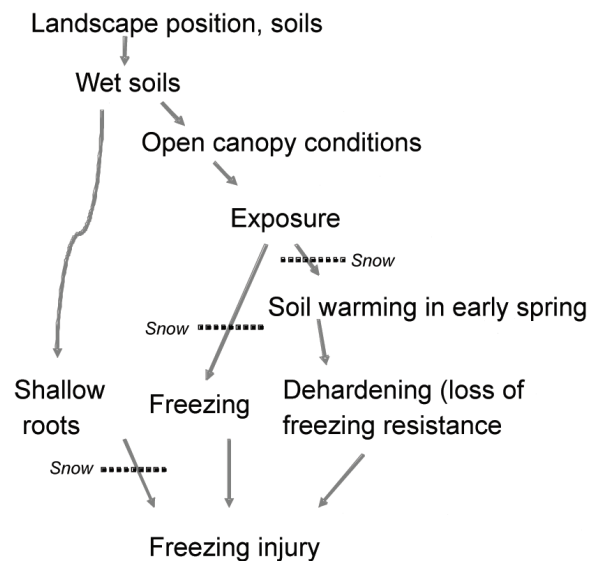 Landscape position, soils
Wet soils
Open canopy conditions
Exposure
Snow
Soil warming in early spring
Snow
Shallow
roots
Freezing
Dehardening (loss of
freezing resistance
Snow
Freezing injury